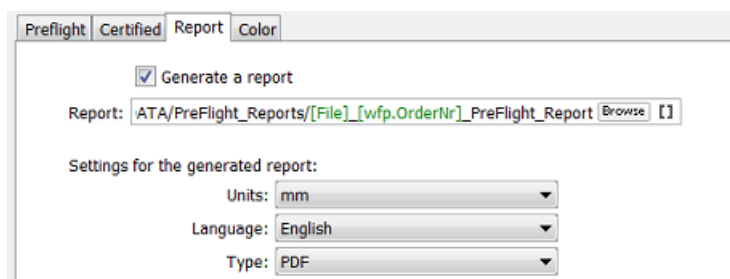 Preflight Certified Report Color
Generate a report
Report: ATA/PreFlight_Reports/[File]_[wfp.OrderNr]_PreFlight_Report Browse []
Settings for the generated report:
Units: mm
Language: English
Type: PDF